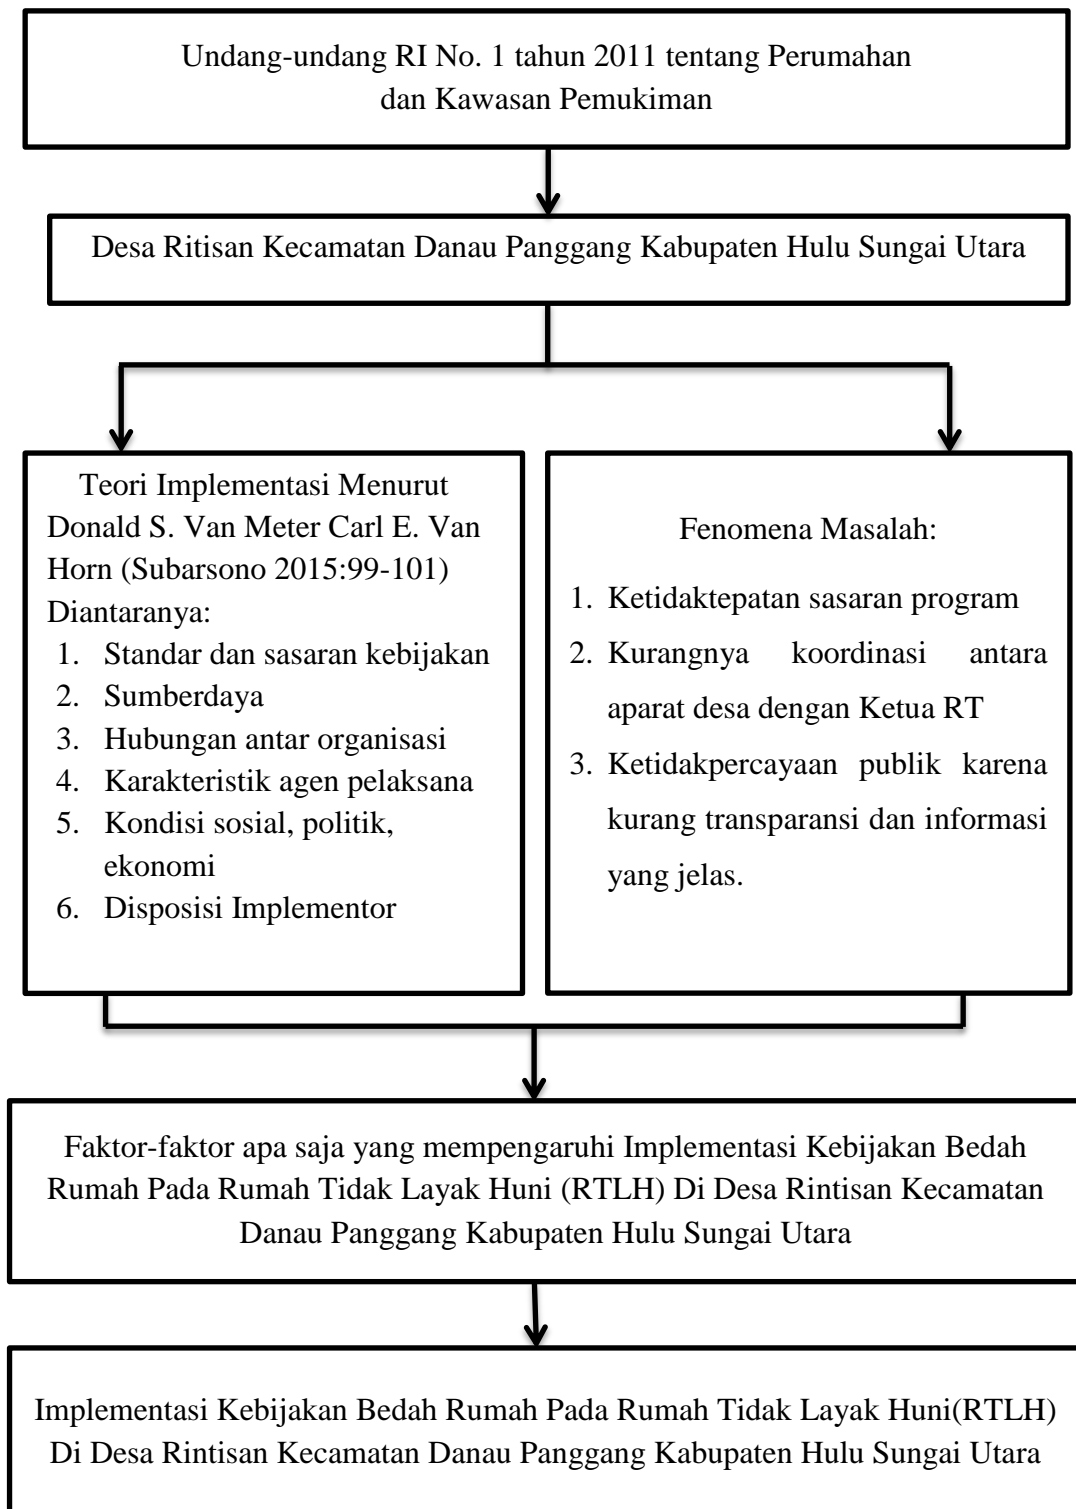 Undang-undang RI No. 1 tahun 2011 tentang Perumahan
dan Kawasan Pemukiman
Desa Ritisan Kecamatan Danau Panggang Kabupaten Hulu Sungai Utara
Teori Implementasi Menurut
Donald S. Van Meter Carl E. Van
Horn (Subarsono 2015:99-101)
Diantaranya:
1. Standar dan sasaran kebijakan
2. Sumberdaya
3. Hubungan antar organisasi
4. Karakteristik agen pelaksana
5. Kondisi sosial, politik,
ekonomi
6. Disposisi Implementor
Fenomena Masalah:
1. Ketidaktepatan sasaran program
2. Kurangnya koordinasi antara
aparat desa dengan Ketua RT
3. Ketidakpercayaan publik karena
kurang transparansi dan informasi
yang jelas.
Faktor-faktor apa saja yang mempengaruhi Implementasi Kebijakan Bedah
Rumah Pada Rumah Tidak Layak Huni (RTLH) Di Desa Rintisan Kecamatan
Danau Panggang Kabupaten Hulu Sungai Utara
Implementasi Kebijakan Bedah Rumah Pada Rumah Tidak Layak Huni(RTLH)
Di Desa Rintisan Kecamatan Danau Panggang Kabupaten Hulu Sungai Utara